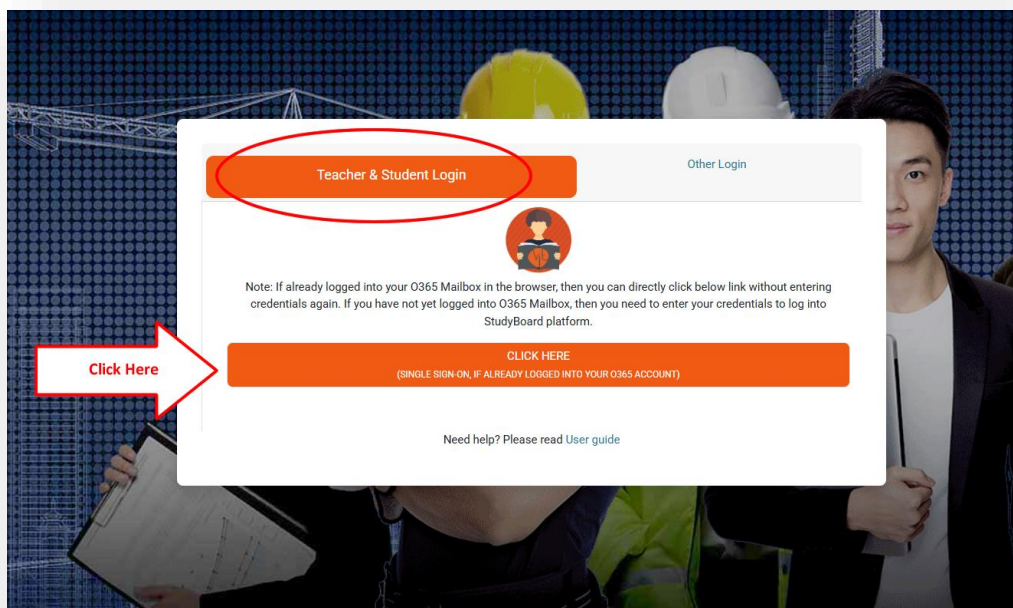 Teacher & Student Login
Other Login
Note: If already logged into your O365 Mailbox in the browser, then you can directly click below link without entering
credentials again. If you have not yet logged into O365 Mailbox, then you need to enter your credentials to log into
StudyBoard platform.
Click Here
CLICK HERE
(SINGLE SIGN-ON, IF ALREADY LOGGED INTO YOUR O365 ACCOUNT)
Need help? Please read User guide